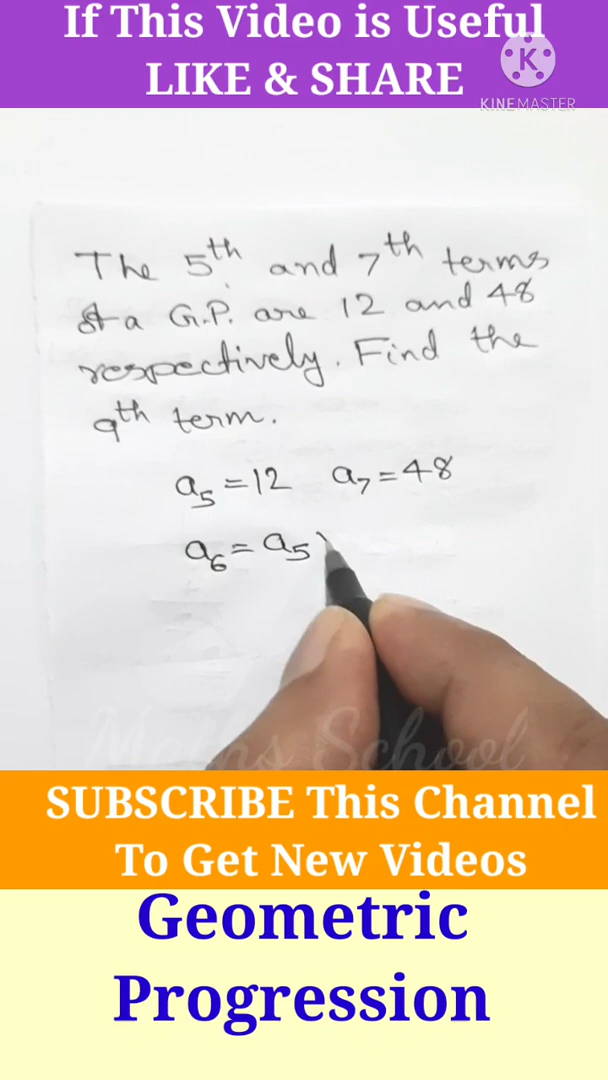 If This Video is Useful
LIKE & SHARE
K
KINEMASTER
The 5th and 7th terms
of a G.P. are 12 and 48
respectively. Find the
9th term.
a5 = 12 a7 = 48
a6 = a5
Maths School
SUBSCRIBE This Channel
To Get New Videos
Geometric
Progression